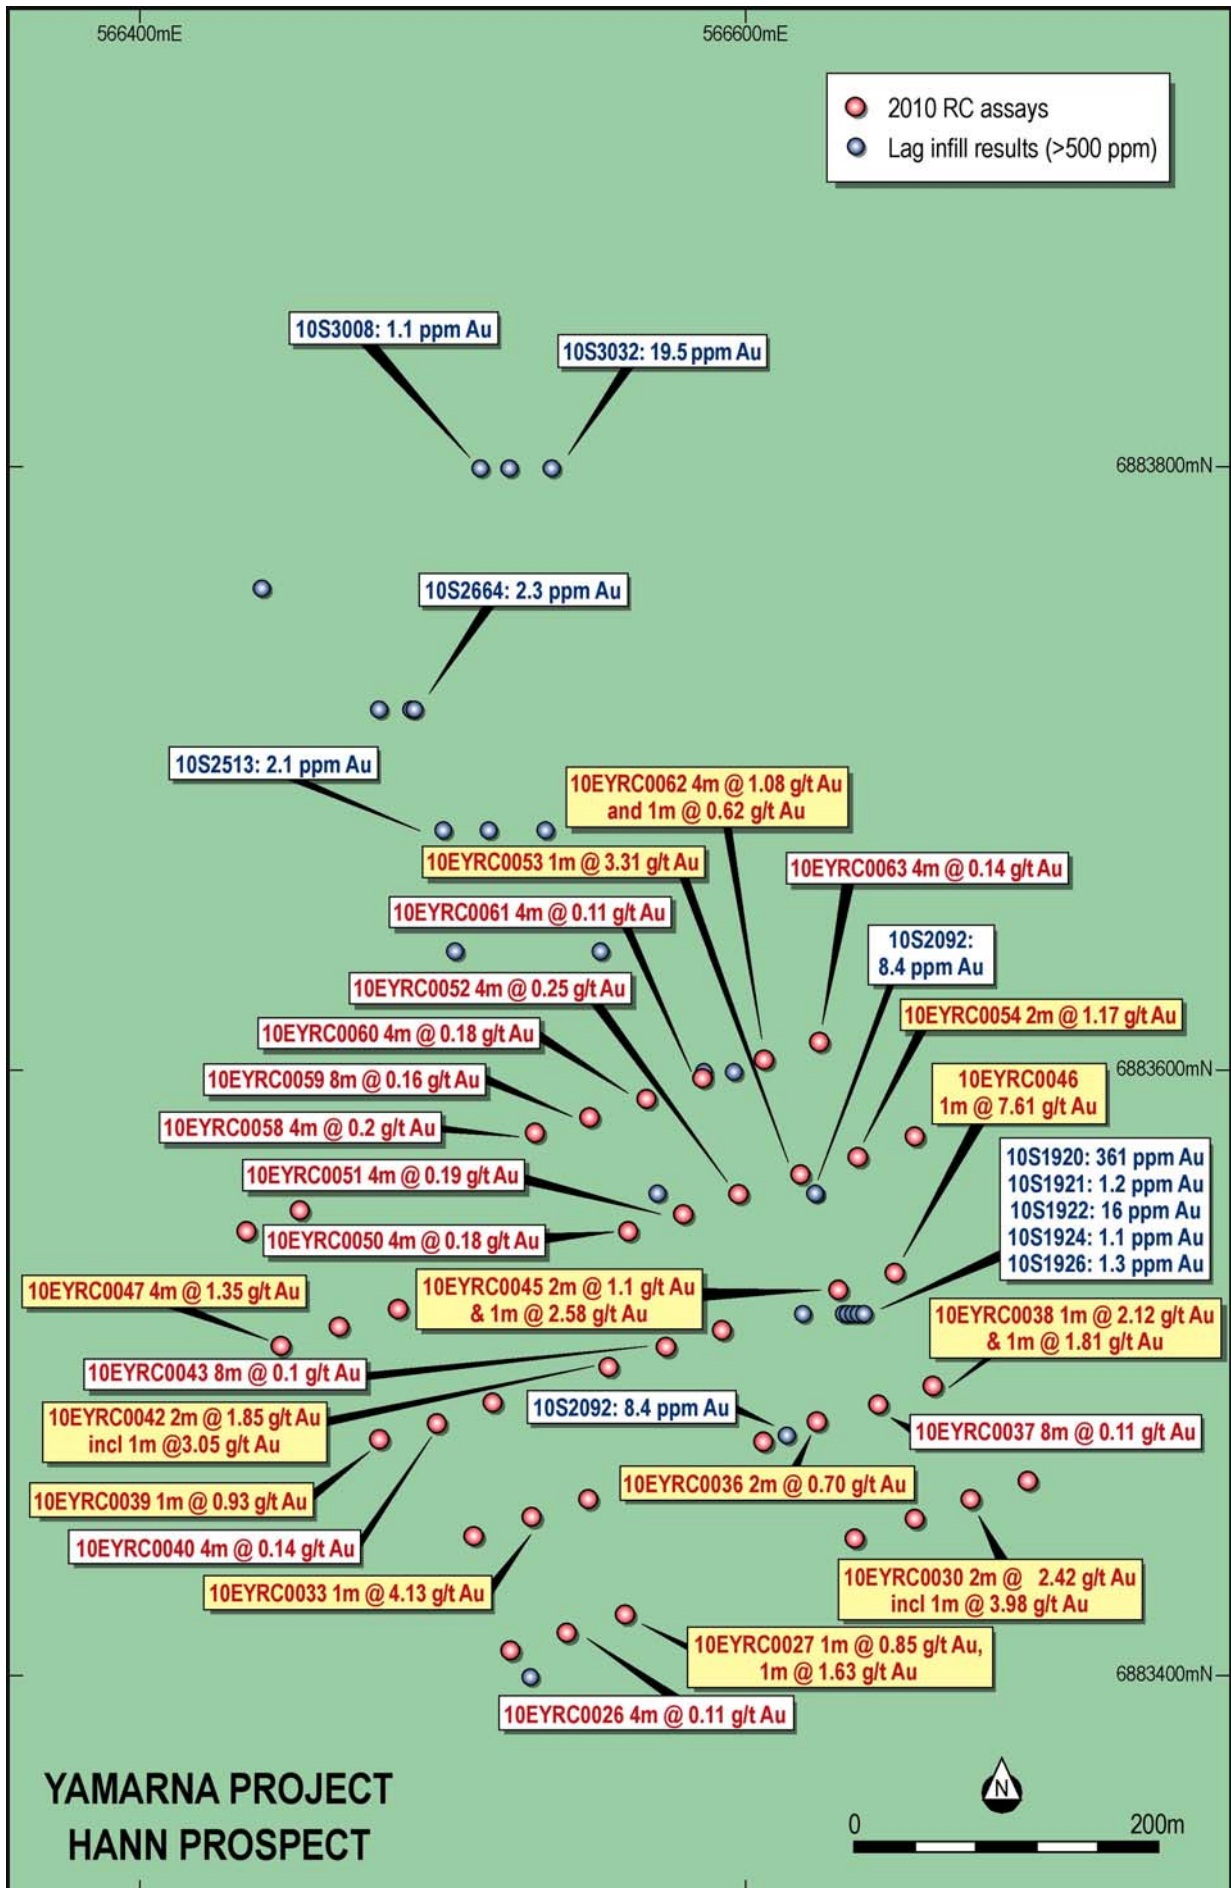 566400mE
566600mE
2010 RC assays
Lag infill results (>500 ppm)
10S3008: 1.1 ppm Au
10S3032: 19.5 ppm Au
6883800mN
10S2664: 2.3 ppm Au
10S2513: 2.1 ppm Au
10EYRC0062 4m @ 1.08 g/t Au
and 1m @ 0.62 g/t Au
10EYRC0053 1m @ 3.31 g/t Au
10EYRC0063 4m @ 0.14 g/t Au
10EYRC0061 4m @ 0.11 g/t Au
10S2092:
8.4 ppm Au
10EYRC0052 4m @ 0.25 g/t Au
10EYRC0054 2m @ 1.17 g/t Au
10EYRC0060 4m @ 0.18 g/t Au
6883600mN
10EYRC0059 8m @ 0.16 g/t Au
10EYRC0046
1m @ 7.61 g/t Au
10EYRC0058 4m @ 0.2 g/t Au
10S1920: 361 ppm Au
10S1921: 1.2 ppm Au
10S1922: 16 ppm Au
10S1924: 1.1 ppm Au
10S1926: 1.3 ppm Au
10EYRC0051 4m @ 0.19 g/t Au
10EYRC0050 4m @ 0.18 g/t Au
10EYRC0047 4m @ 1.35 g/t Au
10EYRC0045 2m @ 1.1 g/t Au
& 1m @ 2.58 g/t Au
10EYRC0038 1m @ 2.12 g/t Au
& 1m @ 1.81 g/t Au
10EYRC0043 8m @ 0.1 g/t Au
10EYRC0042 2m @ 1.85 g/t Au
incl 1m @3.05 g/t Au
10S2092: 8.4 ppm Au
10EYRC0037 8m @ 0.11 g/t Au
10EYRC0036 2m @ 0.70 g/t Au
10EYRC0039 1m @ 0.93 g/t Au
10EYRC0040 4m @ 0.14 g/t Au
10EYRC0033 1m @ 4.13 g/t Au
10EYRC0030 2m @ 2.42 g/t Au
incl 1m @ 3.98 g/t Au
10EYRC0027 1m @ 0.85 g/t Au,
1m @ 1.63 g/t Au
6883400mN
10EYRC0026 4m @ 0.11 g/t Au
YAMARNA PROJECT
HANN PROSPECT
N
0
200m